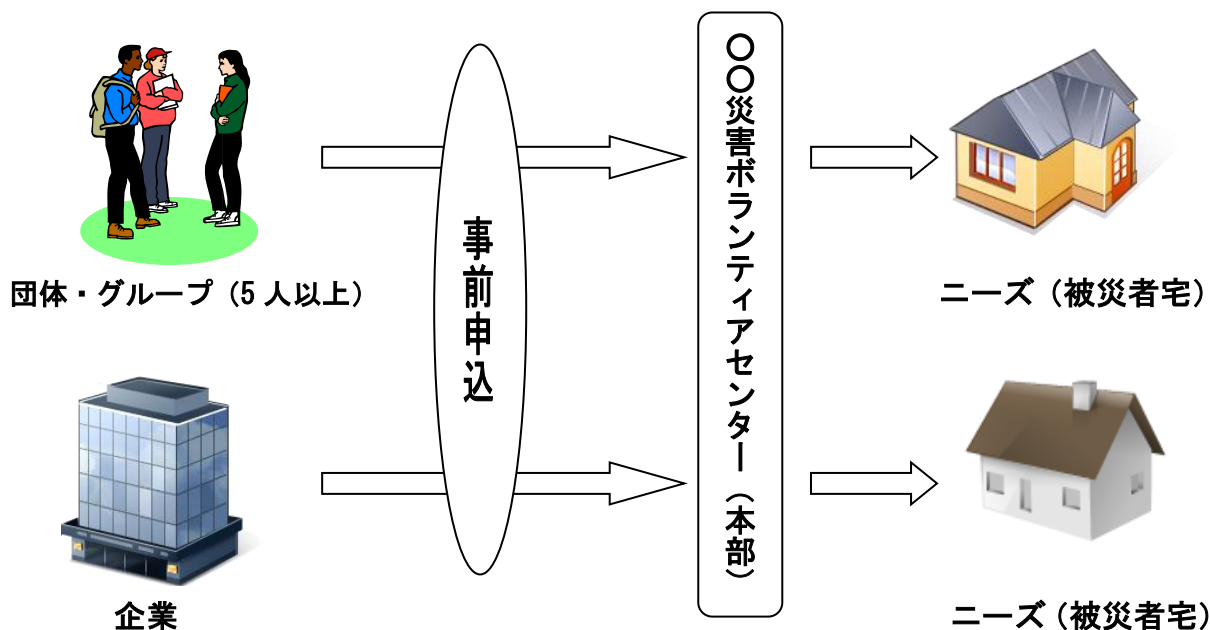 団体・グループ(5人以上)
事前申込
〇〇災害ボランティアセンター(本部)
ニーズ(被災者宅)
企業
ニーズ(被災者宅)